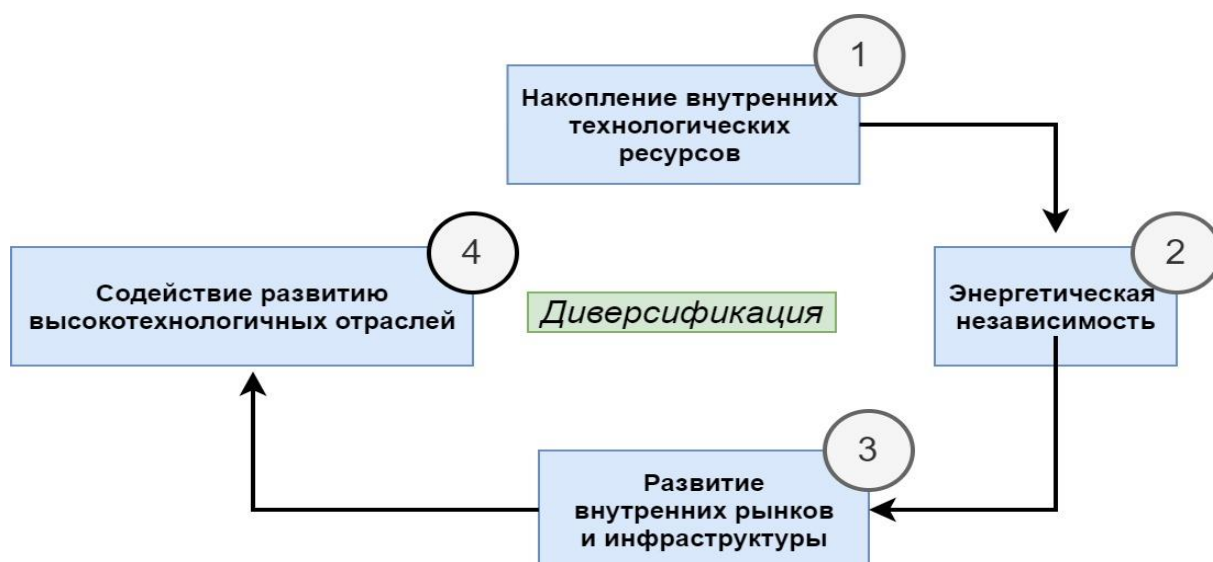 1
Накопление внутренних
технологических
ресурсов
2
Энергетическая
независимость
3
Развитие
внутренних рынков
и инфраструктуры
4
Содействие развитию
высокотехнологичных отраслей
Диверсификация